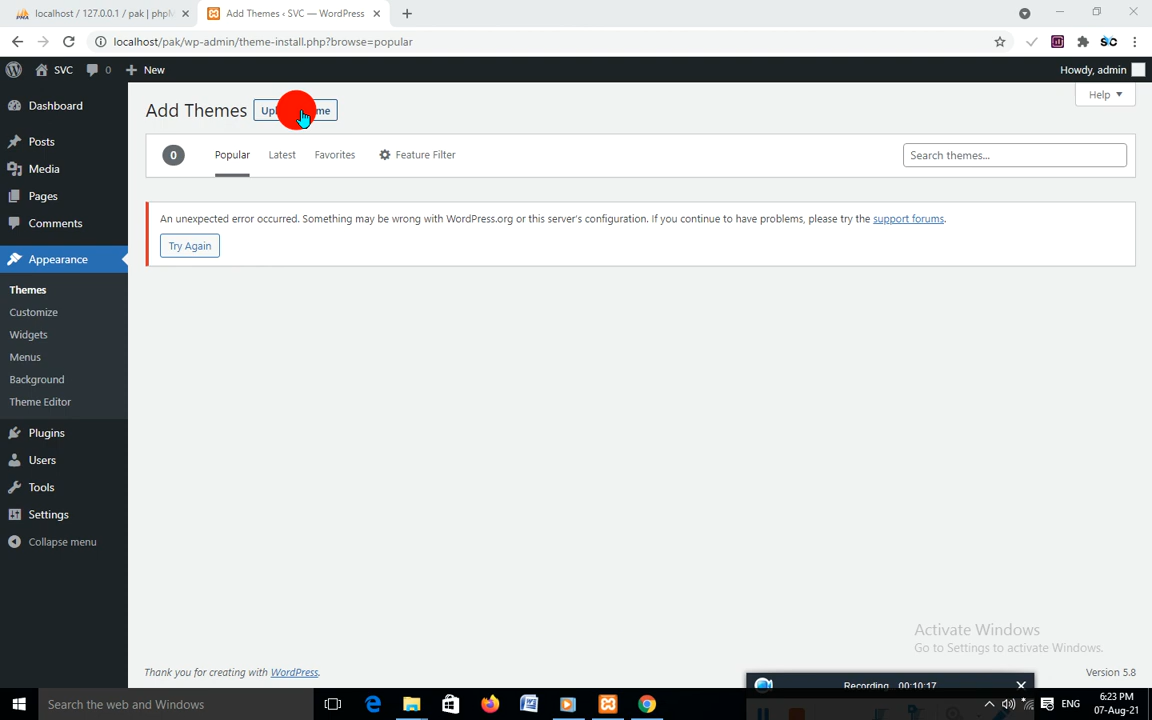 localhost / 127.0.0.1 / pak | phpM
Add Themes ‹ SVC — WordPress
localhost/pak/wp-admin/theme-install.php?browse=popular
SVC
0
New
Howdy, admin
Dashboard
Posts
Media
Pages
Comments
Appearance
Themes
Customize
Widgets
Menus
Background
Theme Editor
Plugins
Users
Tools
Settings
Collapse menu
Add Themes
Help
0
Popular
Latest
Favorites
Feature Filter
Search themes...
An unexpected error occurred. Something may be wrong with WordPress.org or this server's configuration. If you continue to have problems, please try the support forums.
Try Again
Activate Windows
Go to Settings to activate Windows.
Thank you for creating with WordPress.
Version 5.8
Recording 00:10:17
Search the web and Windows
ENG
6:23 PM
07-Aug-21